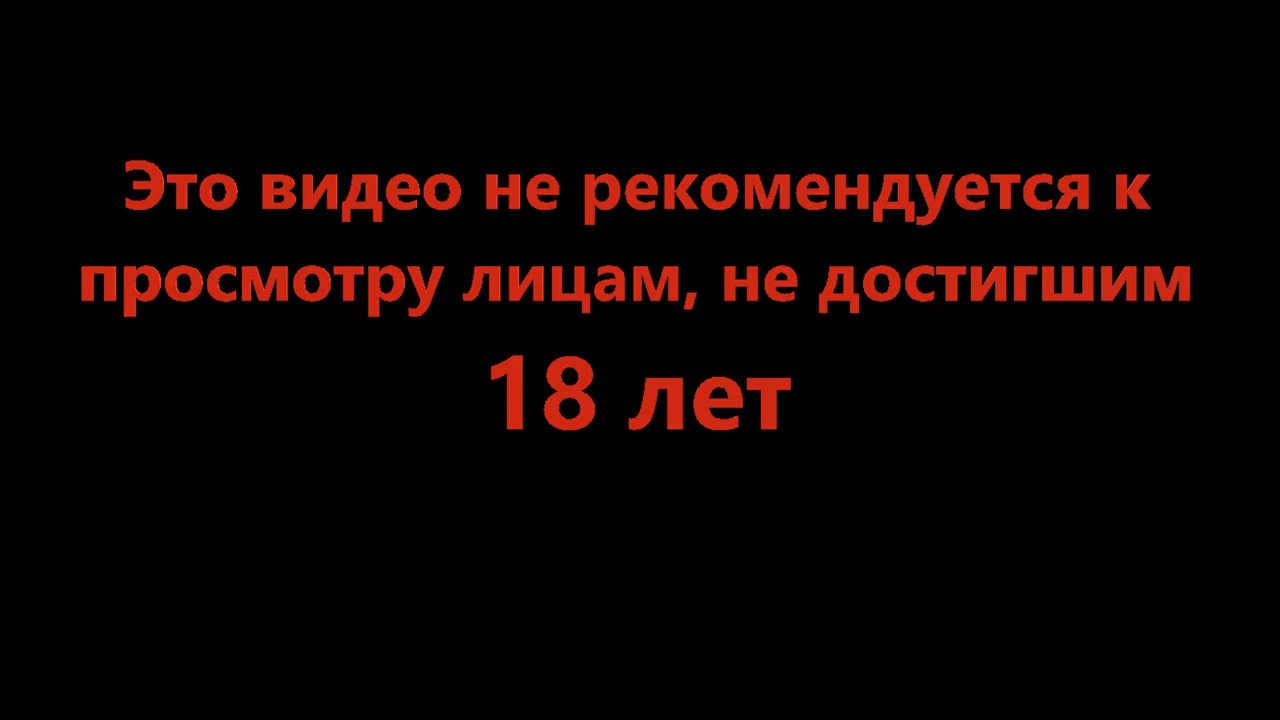 Это видео не рекомендуется к
просмотру лицам, не достигшим
18 лет